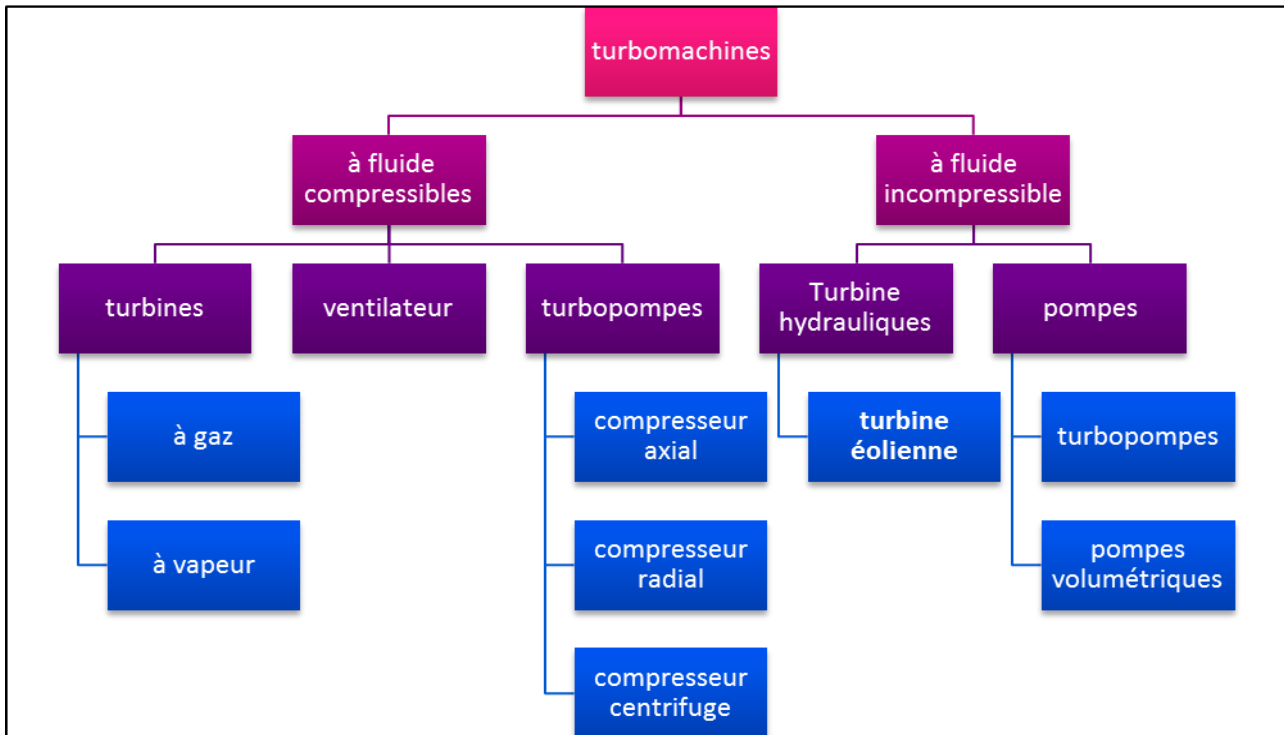 turbomachines
à fluide
compressibles
à fluide
incompressible
turbines
ventilateur
turbopompes
Turbine
hydrauliques
pompes
à gaz
compresseur
axial
turbine
éolienne
turbopompes
à vapeur
compresseur
radial
pompes
volumétriques
compresseur
centrifuge